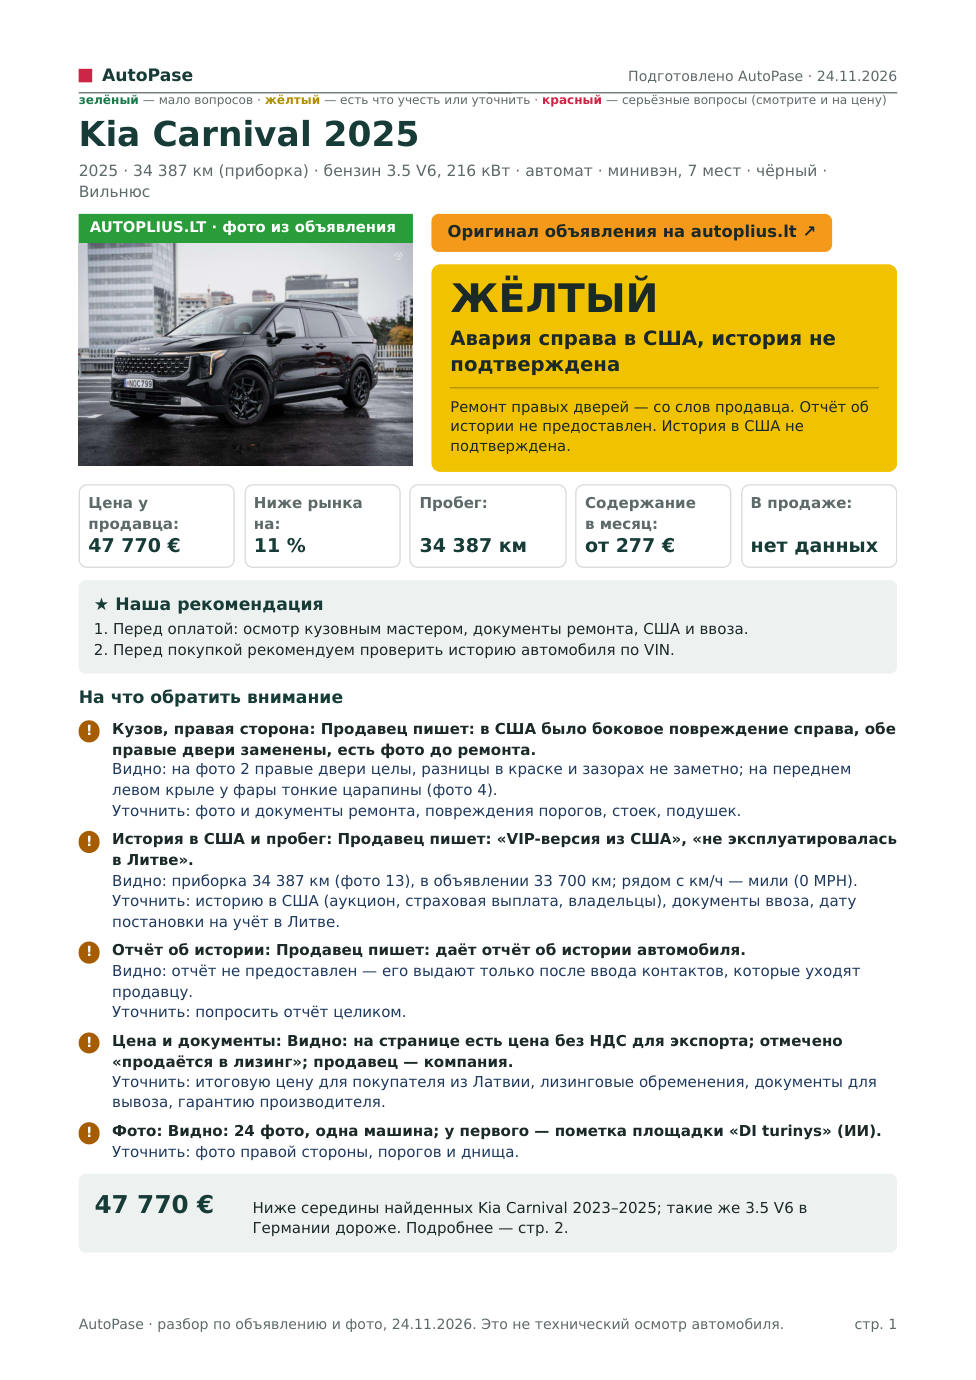 AutoPase
Подготовлено AutoPase · 24.11.2026
зелёный — мало вопросов · жёлтый — есть что учесть или уточнить · красный — серьёзные вопросы (смотрите и на цену)
Kia Carnival 2025
2025 · 34 387 км (приборка) · бензин 3.5 V6, 216 кВт · автомат · минивэн, 7 мест · чёрный ·
Вильнюс
AUTOPLIUS.LT · фото из объявления
Оригинал объявления на autoplius.lt ↗
ЖЁЛТЫЙ
Авария справа в США, история не
подтверждена
Ремонт правых дверей — со слов продавца. Отчёт об
истории не предоставлен. История в США не
подтверждена.
Цена у
продавца:
47 770 €
Ниже рынка
на:
11 %
Пробег:
34 387 км
Содержание
в месяц:
от 277 €
В продаже:
нет данных
★ Наша рекомендация
1. Перед оплатой: осмотр кузовным мастером, документы ремонта, США и ввоза.
2. Перед покупкой рекомендуем проверить историю автомобиля по VIN.
На что обратить внимание
! Кузов, правая сторона: Продавец пишет: в США было боковое повреждение справа, обе
правые двери заменены, есть фото до ремонта.
Видно: на фото 2 правые двери целы, разницы в краске и зазорах не заметно; на переднем
левом крыле у фары тонкие царапины (фото 4).
Уточнить: фото и документы ремонта, повреждения порогов, стоек, подушек.
! История в США и пробег: Продавец пишет: «VIP-версия из США», «не эксплуатировалась
в Литве».
Видно: приборка 34 387 км (фото 13), в объявлении 33 700 км; рядом с км/ч — мили (0 MPH).
Уточнить: историю в США (аукцион, страховая выплата, владельцы), документы ввоза, дату
постановки на учёт в Литве.
! Отчёт об истории: Продавец пишет: даёт отчёт об истории автомобиля.
Видно: отчёт не предоставлен — его выдают только после ввода контактов, которые уходят
продавцу.
Уточнить: попросить отчёт целиком.
! Цена и документы: Видно: на странице есть цена без НДС для экспорта; отмечено
«продаётся в лизинг»; продавец — компания.
Уточнить: итоговую цену для покупателя из Латвии, лизинговые обременения, документы для
вывоза, гарантию производителя.
! Фото: Видно: 24 фото, одна машина; у первого — пометка площадки «DI turinys» (ИИ).
Уточнить: фото правой стороны, порогов и днища.
47 770 €
Ниже середины найденных Kia Carnival 2023–2025; такие же 3.5 V6 в
Германии дороже. Подробнее — стр. 2.
AutoPase · разбор по объявлению и фото, 24.11.2026. Это не технический осмотр автомобиля.
стр. 1